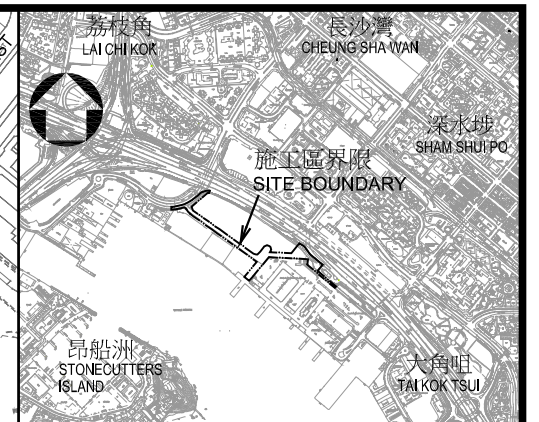 荔枝角
LAI CHI KOK
長沙灣
CHEUNG SHA WAN
深水埗
SHAM SHUI PO
施工區界限
SITE BOUNDARY
昂船洲
STONECUTTERS
ISLAND
大角咀
TAI KOK TSUI